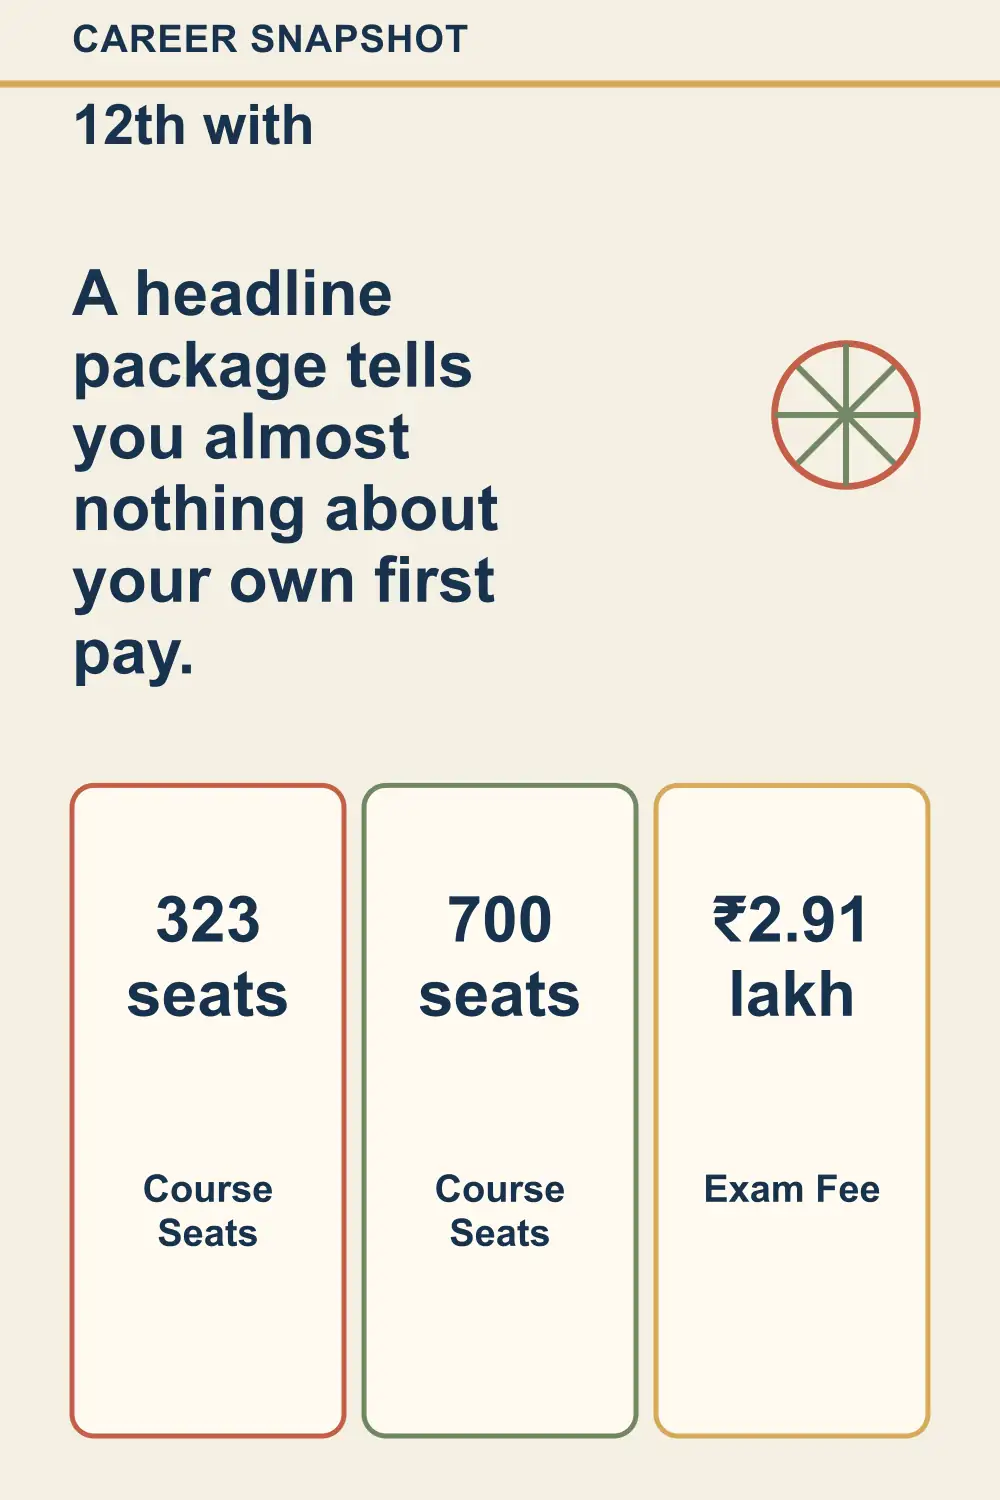 CAREER SNAPSHOT
12th with
A headline
package tells
you almost
nothing about
your own first
pay.
323
seats
Course
Seats
700
seats
Course
Seats
₹2.91
lakh
Exam Fee